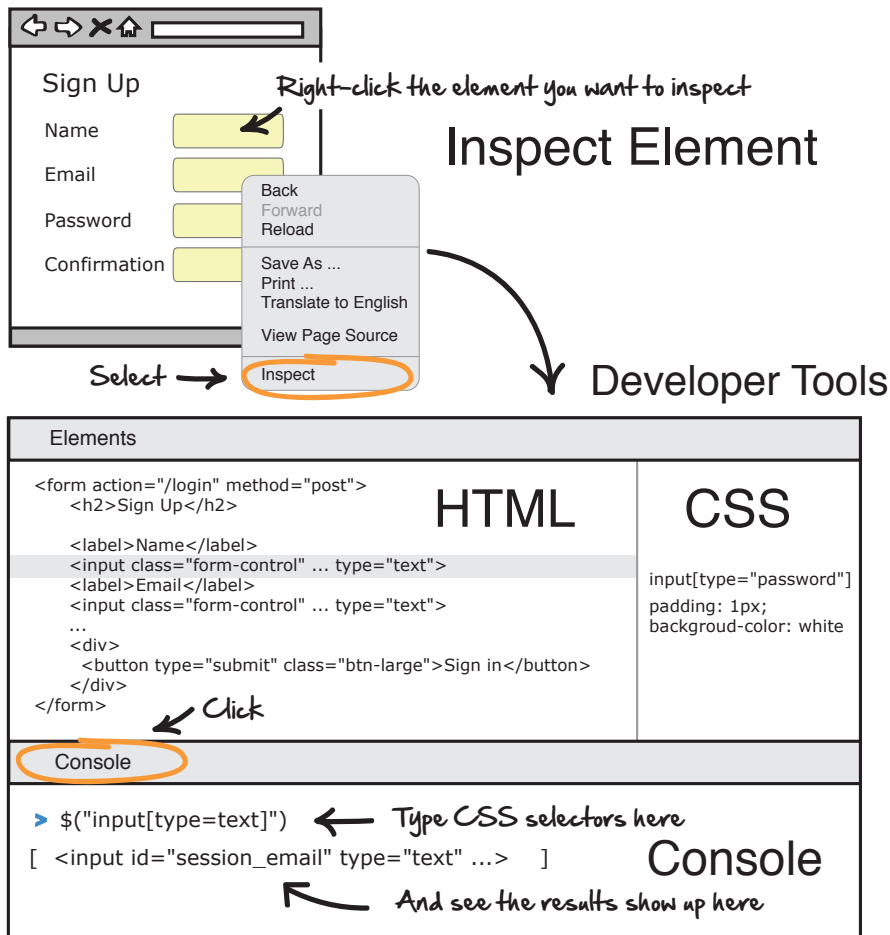 Sign Up
Right-click the element you want to inspect
Name
Inspect Element
Email
Password
Confirmation
Back
Forward
Reload
Save As ...
Print ...
Translate to English
View Page Source
Select
Inspect
Developer Tools
Elements
<form action="/login" method="post">
<h2>Sign Up</h2>
<label>Name</label>
<input class="form-control" ... type="text">
<label>Email</label>
<input class="form-control" ... type="text">
...
<div>
<button type="submit" class="btn-large">Sign in</button>
</div>
</form>
HTML
CSS
input[type="password"]
padding: 1px;
backgroud-color: white
Click
Console
> $("input[type=text]")
Type CSS selectors here
[ <input id="session_email" type="text" ...> ]
Console
And see the results show up here